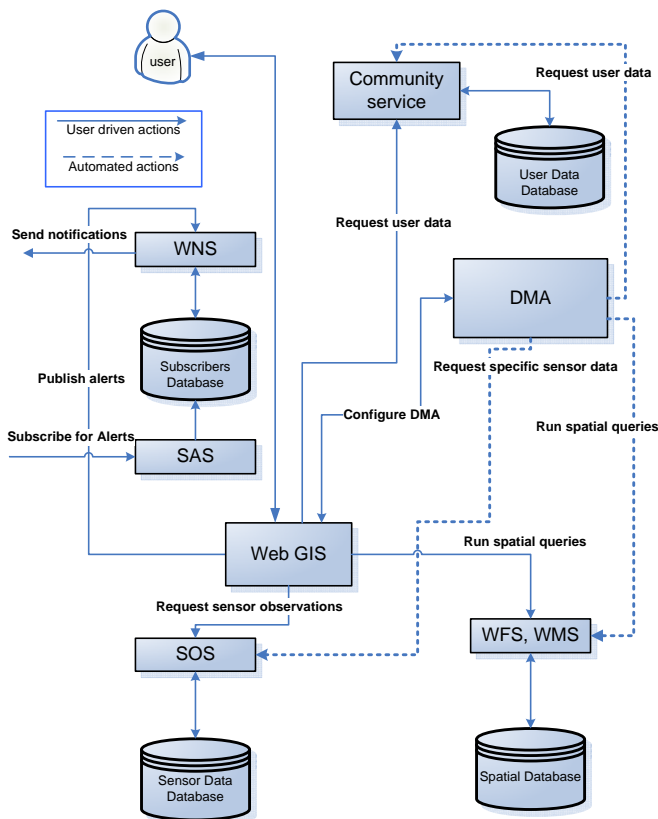 user
User driven actions
Automated actions
Community
service
Request user data
User Data
Database
Request user data
Send notifications
WNS
DMA
Subscribers
Database
Request specific sensor data
Publish alerts
Configure DMA
Run spatial queries
Subscribe for Alerts
SAS
Web GIS
Run spatial queries
Request sensor observations
SOS
WFS, WMS
Sensor Data
Database
Spatial Database